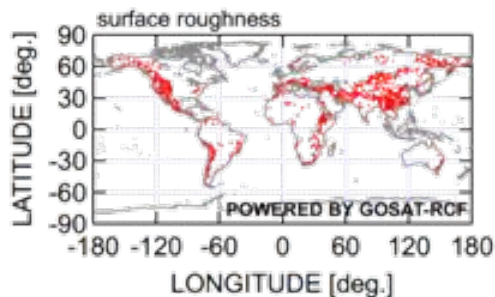 surface roughness
90
60
30
0
-30
-60
-90
LATITUDE [deg.]
POWERED BY GOSAT-RCF
-180 -120 -60 0 60 120 180
LONGITUDE [deg.]